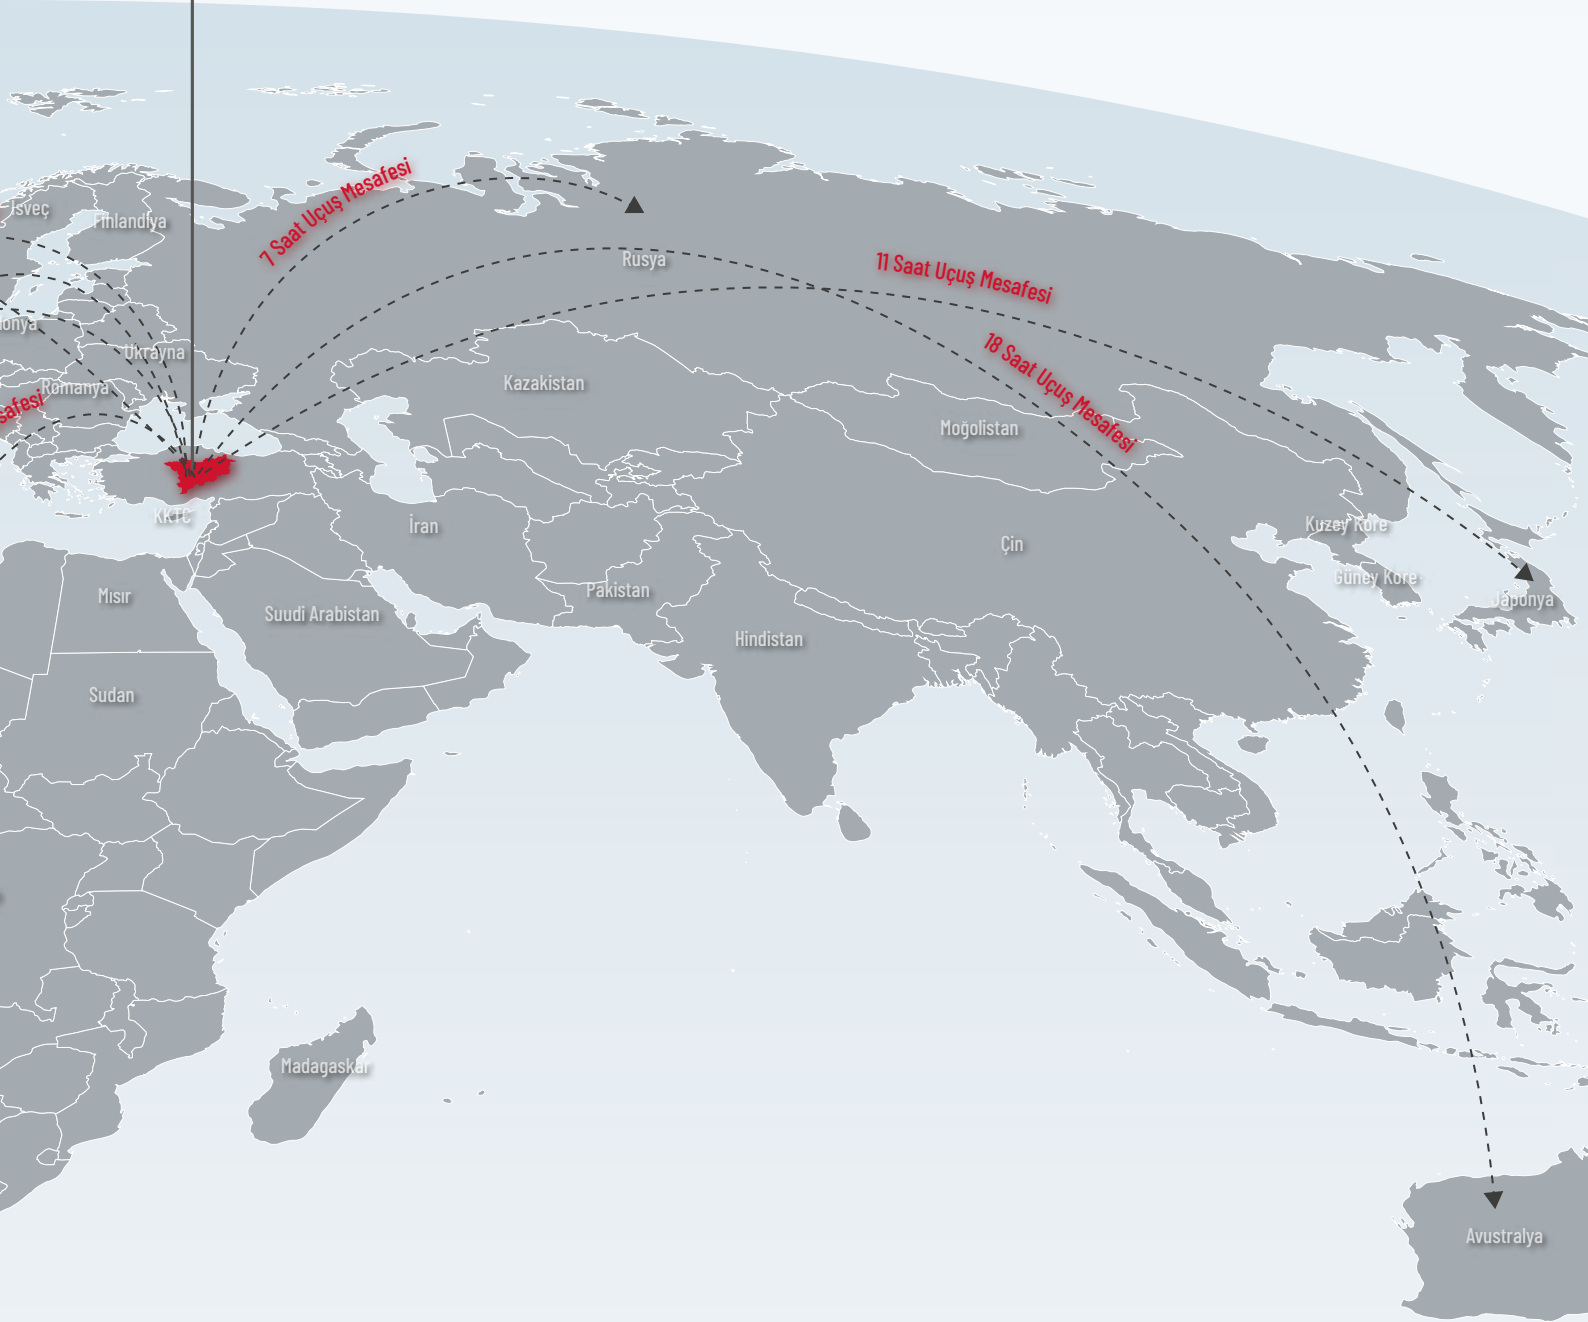 7 Saat Uçuş Mesafesi
İsveç
Finlandiya
Rusya
11 Saat Uçuş Mesafesi
18 Saat Uçuş Mesafesi
Ukrayna
Romanya
Kazakistan
Moğolistan
KKTC
İran
Kuzey Kore
Çin
Güney Kore
Pakistan
Mısır
Japonya
Suudi Arabistan
Hindistan
Sudan
Madagaskar
Avustralya